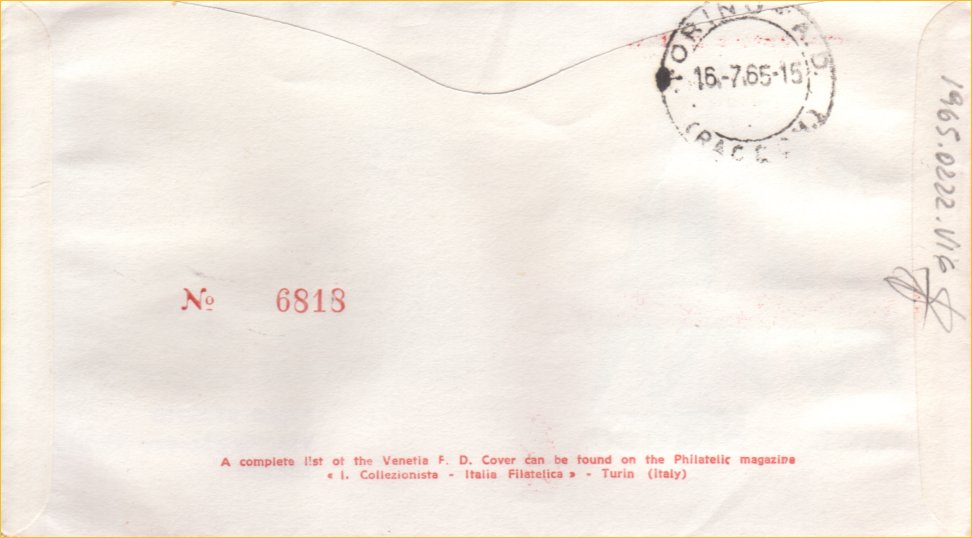 TORINO A.D.
16.-7.65-15
(RACC
1965.0222.VIG
№ 6818
A complete list of the Venetia F. D. Cover can be found on the Philatelic magazine
« I. Collezionista - Italia Filatelica » - Turin (Italy)